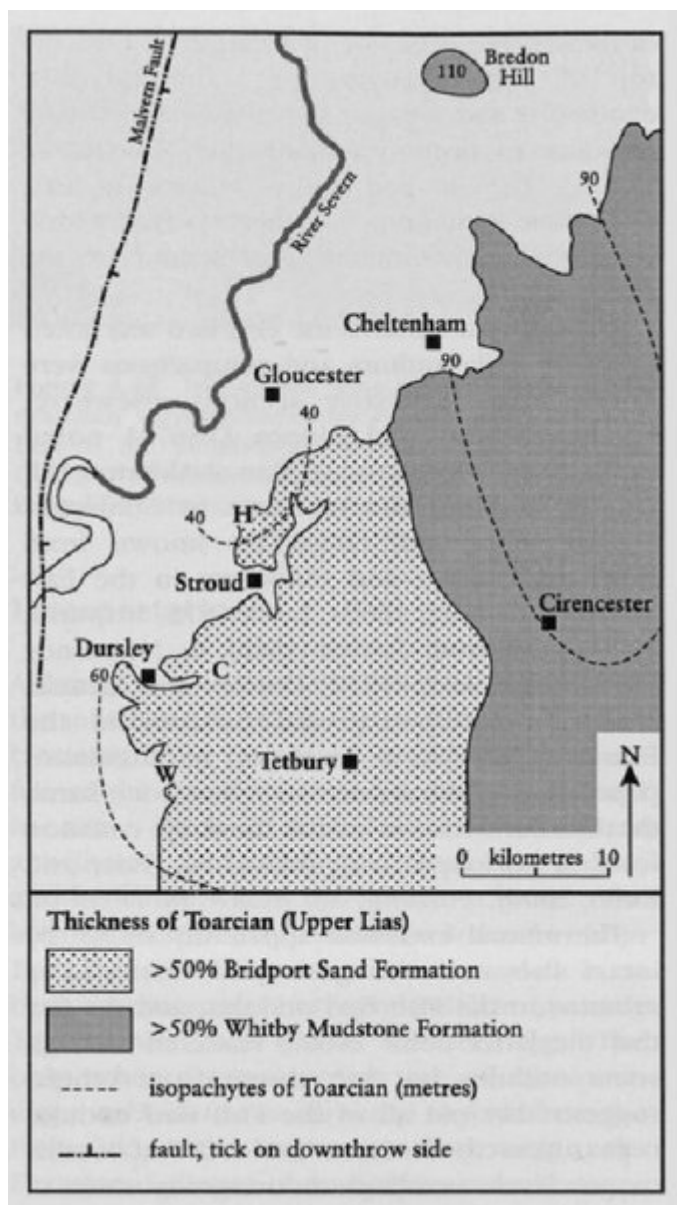 Malvern Fault
River Severn
110
Bredon
Hill
90
Cheltenham
90
Gloucester
40
H
40
Stroud
Cirencester
Dursley
C
60
W
Tetbury
N
0 kilometres 10
Thickness of Toarcian (Upper Lias)
>50% Bridport Sand Formation
>50% Whitby Mudstone Formation
isopachytes of Toarcian (metres)
fault, tick on downthrow side